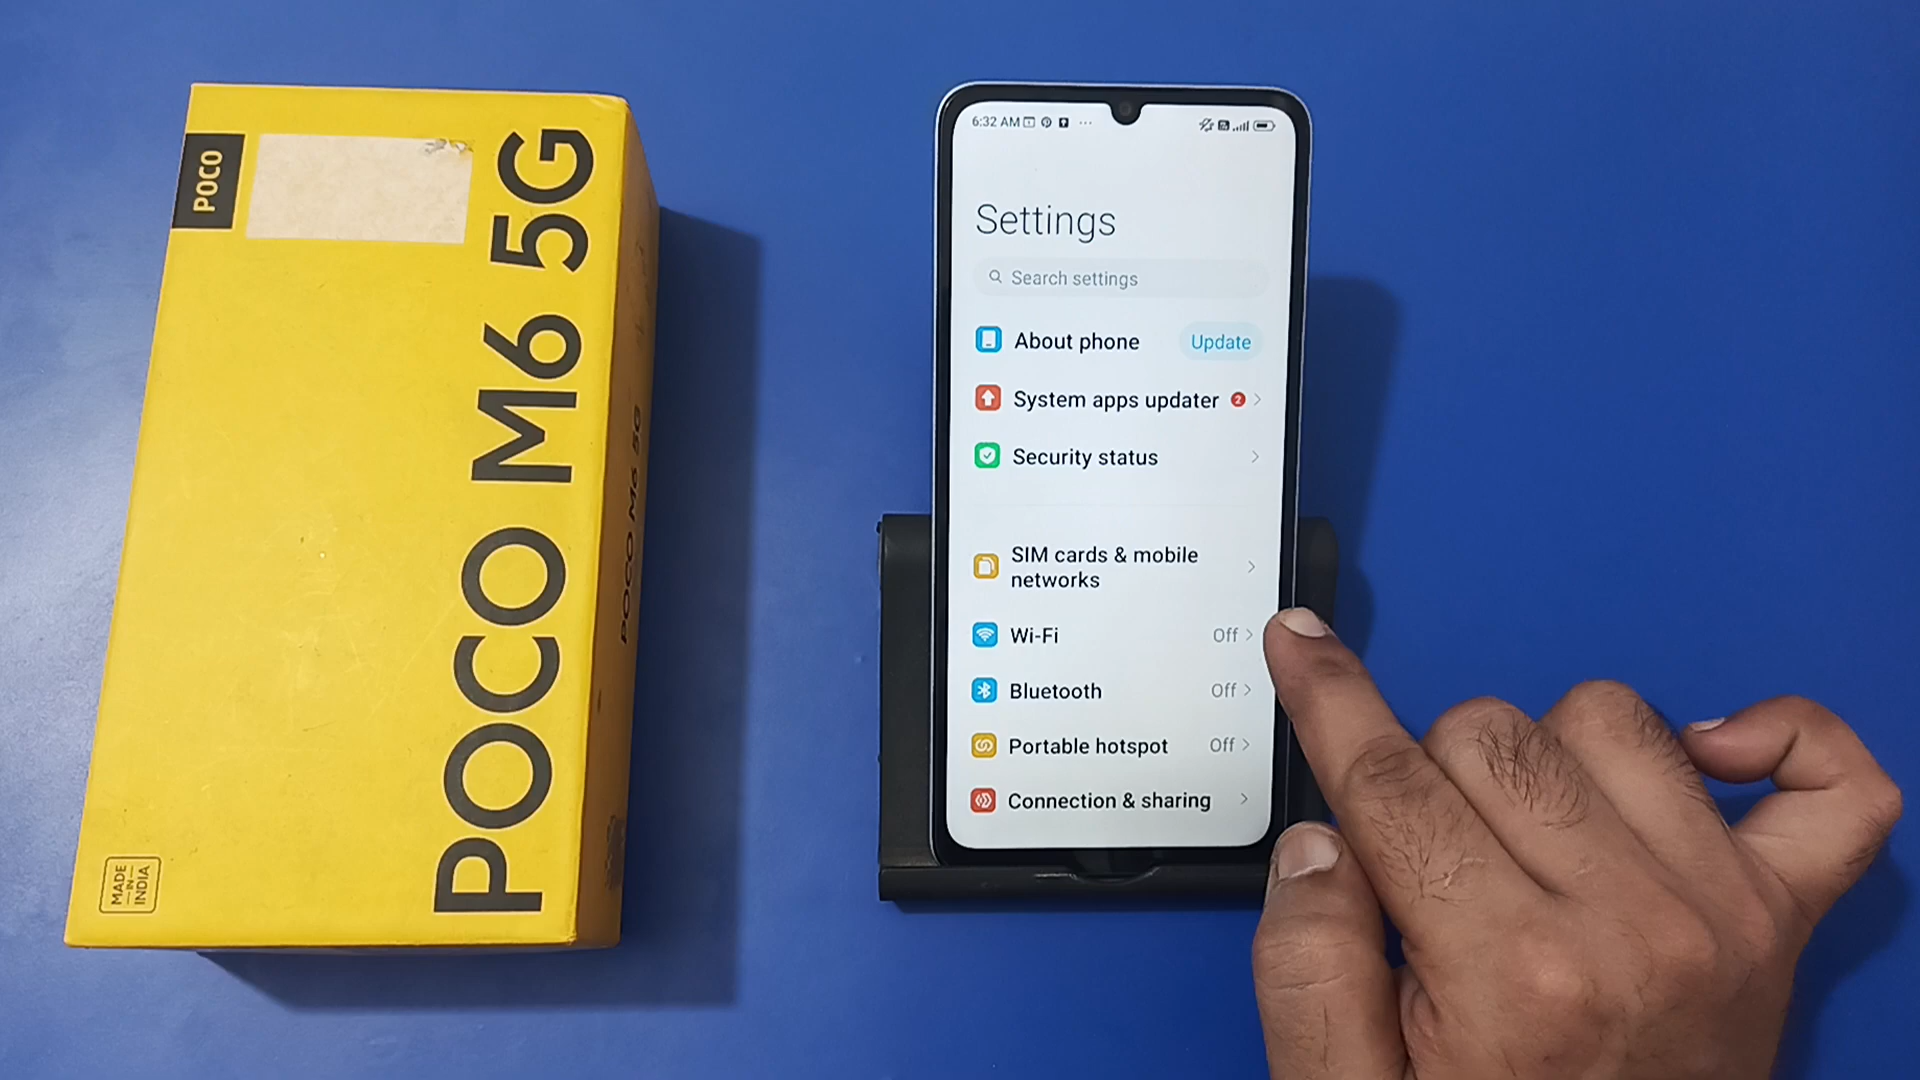 POCO
POCO M6 5G
POCO M6 5G
MADE
IN
INDIA
6:32 AM
Settings
Search settings
About phone Update
System apps updater 2
Security status
SIM cards & mobile
networks
Wi-Fi Off
Bluetooth Off
Portable hotspot Off
Connection & sharing